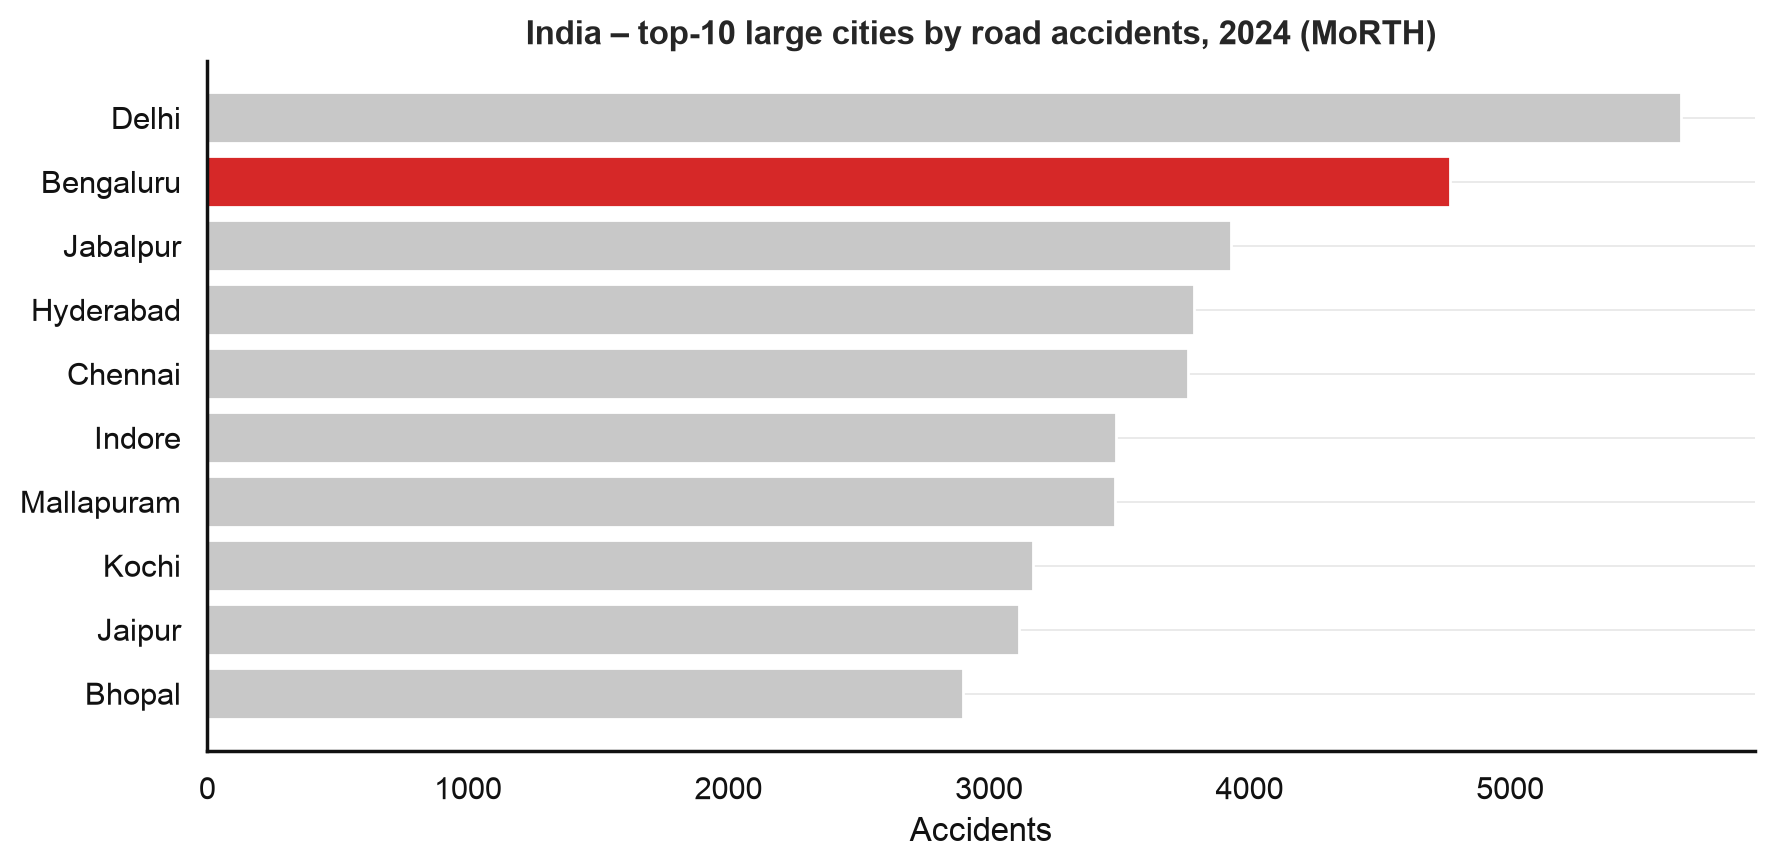 India – top-10 large cities by road accidents, 2024 (MoRTH)
Delhi
Bengaluru
Jabalpur
Hyderabad
Chennai
Indore
Mallapuram
Kochi
Jaipur
Bhopal
0 1000 2000 3000 4000 5000
Accidents